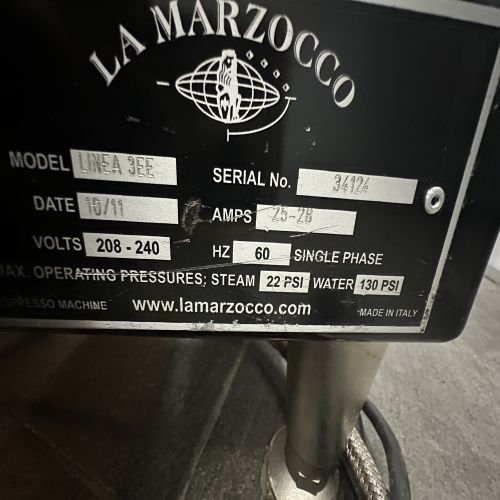 LA MARZOCCO
MODEL LINEA 3EE SERIAL No. 34124
DATE 10/11 AMPS 25-28
VOLTS 208 - 240 HZ 60 SINGLE PHASE
MAX. OPERATING PRESSURES; STEAM 22 PSI WATER 130 PSI
ESPRESSO MACHINE www.lamarzocco.com MADE IN ITALY